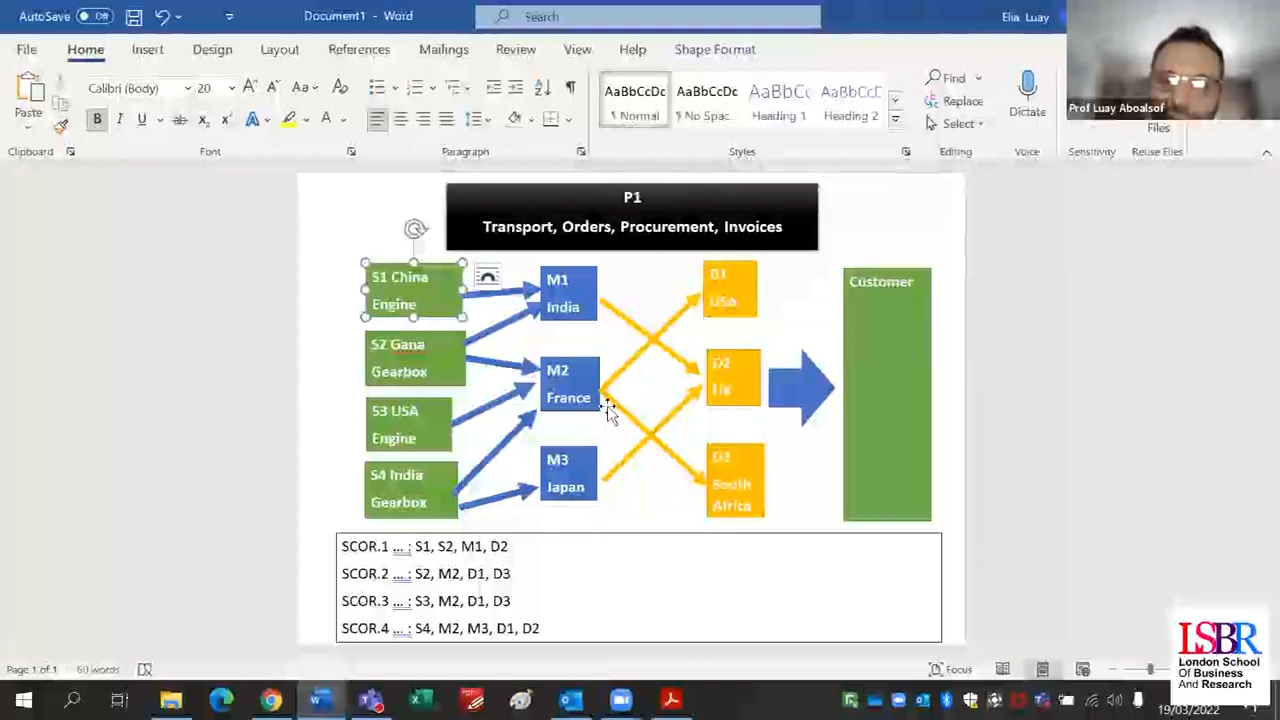 AutoSave Off
Document1 - Word
Search
Elia. Luay
File Home Insert Design Layout References Mailings Review View Help Shape Format
Paste
Calibri (Body) 20
AaBbCcDc AaBbCcDc AaBbCc AaBbCcC
¶ Normal ¶ No Spac... Heading 1 Heading 2
Find
Replace
Select
Dictate
Prof Luay Aboalsof
Files
Clipboard Font Paragraph Styles Editing Voice Sensitivity Reuse Files
P1
Transport, Orders, Procurement, Invoices
S1 China
Engine
S2 Gana
Gearbox
S3 USA
Engine
S4 India
Gearbox
M1
India
M2
France
M3
Japan
D1
USA
D2
D3
South
Africa
Customer
SCOR.1 ... : S1, S2, M1, D2
SCOR.2 ... : S2, M2, D1, D3
SCOR.3 ... : S3, M2, D1, D3
SCOR.4 ... : S4, M2, M3, D1, D2
Page 1 of 1 60 words
Focus
LSBR
London School
Of Business
And Research
19/03/2022